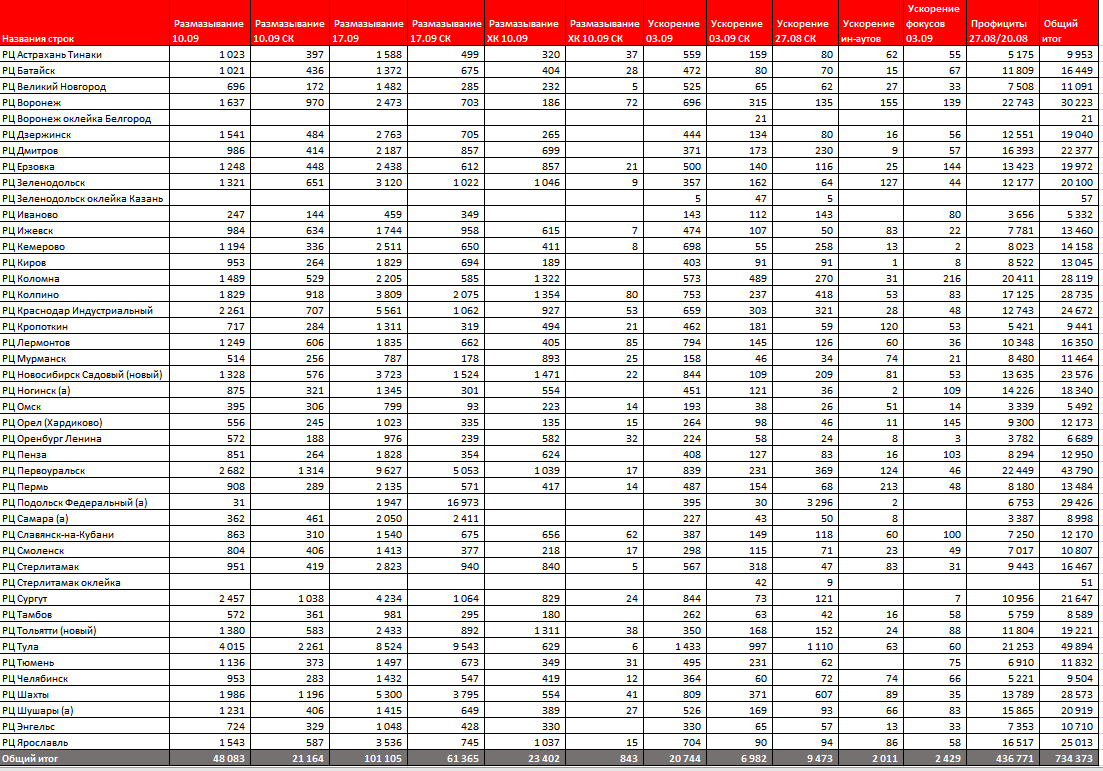 Ускорение
Размазывание Размазывание Размазывание Размазывание Размазывание Размазывание Ускорение Ускорение Ускорение Ускорение фокусов Профициты Общий
Названия строк 10.09 10.09 СК 17.09 17.09 СК ХК 10.09 ХК 10.09 СК 03.09 03.09 СК 27.08 СК ин-аутов 03.09 27.08/20.08 итог
РЦ Астрахань Тинаки 1 023 397 1 588 499 320 37 559 159 80 62 55 5 175 9 953
РЦ Батайск 1 021 436 1 372 675 404 28 472 80 70 15 67 11 809 16 449
РЦ Великий Новгород 696 172 1 482 285 232 5 525 65 62 27 33 7 508 11 091
РЦ Воронеж 1 637 970 2 473 703 186 72 696 315 135 155 139 22 743 30 223
РЦ Воронеж оклейка Белгород 21 21
РЦ Дзержинск 1 541 484 2 763 705 265 444 134 80 16 56 12 551 19 040
РЦ Дмитров 986 414 2 187 857 699 371 173 230 9 57 16 393 22 377
РЦ Ерзовка 1 248 448 2 438 612 857 21 500 140 116 25 144 13 423 19 972
РЦ Зеленодольск 1 321 651 3 120 1 022 1 046 9 357 162 64 127 44 12 177 20 100
РЦ Зеленодольск оклейка Казань 5 47 5 57
РЦ Иваново 247 144 459 349 143 112 143 80 3 656 5 332
РЦ Ижевск 984 634 1 744 958 615 7 474 107 50 83 22 7 781 13 460
РЦ Кемерово 1 194 336 2 511 650 411 8 698 55 258 13 2 8 023 14 158
РЦ Киров 953 264 1 829 694 189 403 91 91 1 8 8 522 13 045
РЦ Коломна 1 489 529 2 205 585 1 322 573 489 270 31 216 20 411 28 119
РЦ Колпино 1 829 918 3 809 2 075 1 354 80 753 237 418 53 83 17 125 28 735
РЦ Краснодар Индустриальный 2 261 707 5 561 1 062 927 53 659 303 321 28 48 12 743 24 672
РЦ Кропоткин 717 284 1 311 319 494 21 462 181 59 120 53 5 421 9 441
РЦ Лермонтов 1 249 606 1 835 662 405 85 794 145 126 60 36 10 348 16 350
РЦ Мурманск 514 256 787 178 893 25 158 46 34 74 21 8 480 11 464
РЦ Новосибирск Садовый (новый) 1 328 576 3 723 1 524 1 471 22 844 109 209 81 53 13 635 23 576
РЦ Ногинск (а) 875 321 1 345 301 554 451 121 36 2 109 14 226 18 340
РЦ Омск 395 306 799 93 223 14 193 38 26 51 14 3 339 5 492
РЦ Орел (Хардиково) 556 245 1 023 335 135 15 264 98 46 11 145 9 300 12 173
РЦ Оренбург Ленина 572 188 976 239 582 32 224 58 24 8 3 3 782 6 689
РЦ Пенза 851 264 1 828 354 624 408 127 83 16 103 8 294 12 950
РЦ Первоуральск 2 682 1 314 9 627 5 053 1 039 17 839 231 369 124 46 22 449 43 790
РЦ Пермь 908 289 2 135 571 417 14 487 154 68 213 48 8 180 13 484
РЦ Подольск Федеральный (а) 31 1 947 16 973 395 30 3 296 2 6 753 29 426
РЦ Самара (а) 362 461 2 050 2 411 227 43 50 8 3 387 8 998
РЦ Славянск-на-Кубани 863 310 1 540 675 656 62 387 149 118 60 100 7 250 12 170
РЦ Смоленск 804 406 1 413 377 218 17 298 115 71 23 49 7 017 10 807
РЦ Стерлитамак 951 419 2 823 940 840 5 567 318 47 83 31 9 443 16 467
РЦ Стерлитамак оклейка 42 9 51
РЦ Сургут 2 457 1 038 4 234 1 064 829 24 844 73 121 7 10 956 21 647
РЦ Тамбов 572 361 981 295 180 262 63 42 16 58 5 759 8 589
РЦ Тольятти (новый) 1 380 583 2 433 892 1 311 38 350 168 152 24 88 11 804 19 221
РЦ Тула 4 015 2 261 8 524 9 543 629 6 1 433 997 1 110 63 60 21 253 49 894
РЦ Тюмень 1 136 373 1 497 673 349 31 495 231 62 75 6 910 11 832
РЦ Челябинск 953 283 1 432 547 419 12 364 60 72 74 66 5 221 9 504
РЦ Шахты 1 986 1 196 5 300 3 795 554 41 809 371 607 89 35 13 789 28 573
РЦ Шушары (а) 1 231 406 1 415 649 389 27 526 169 93 66 83 15 865 20 919
РЦ Энгельс 724 329 1 048 428 330 330 65 57 13 33 7 353 10 710
РЦ Ярославль 1 543 587 3 536 745 1 037 15 704 90 94 86 58 16 517 25 013
Общий итог 48 083 21 164 101 105 61 365 23 402 843 20 744 6 982 9 473 2 011 2 429 436 771 734 373